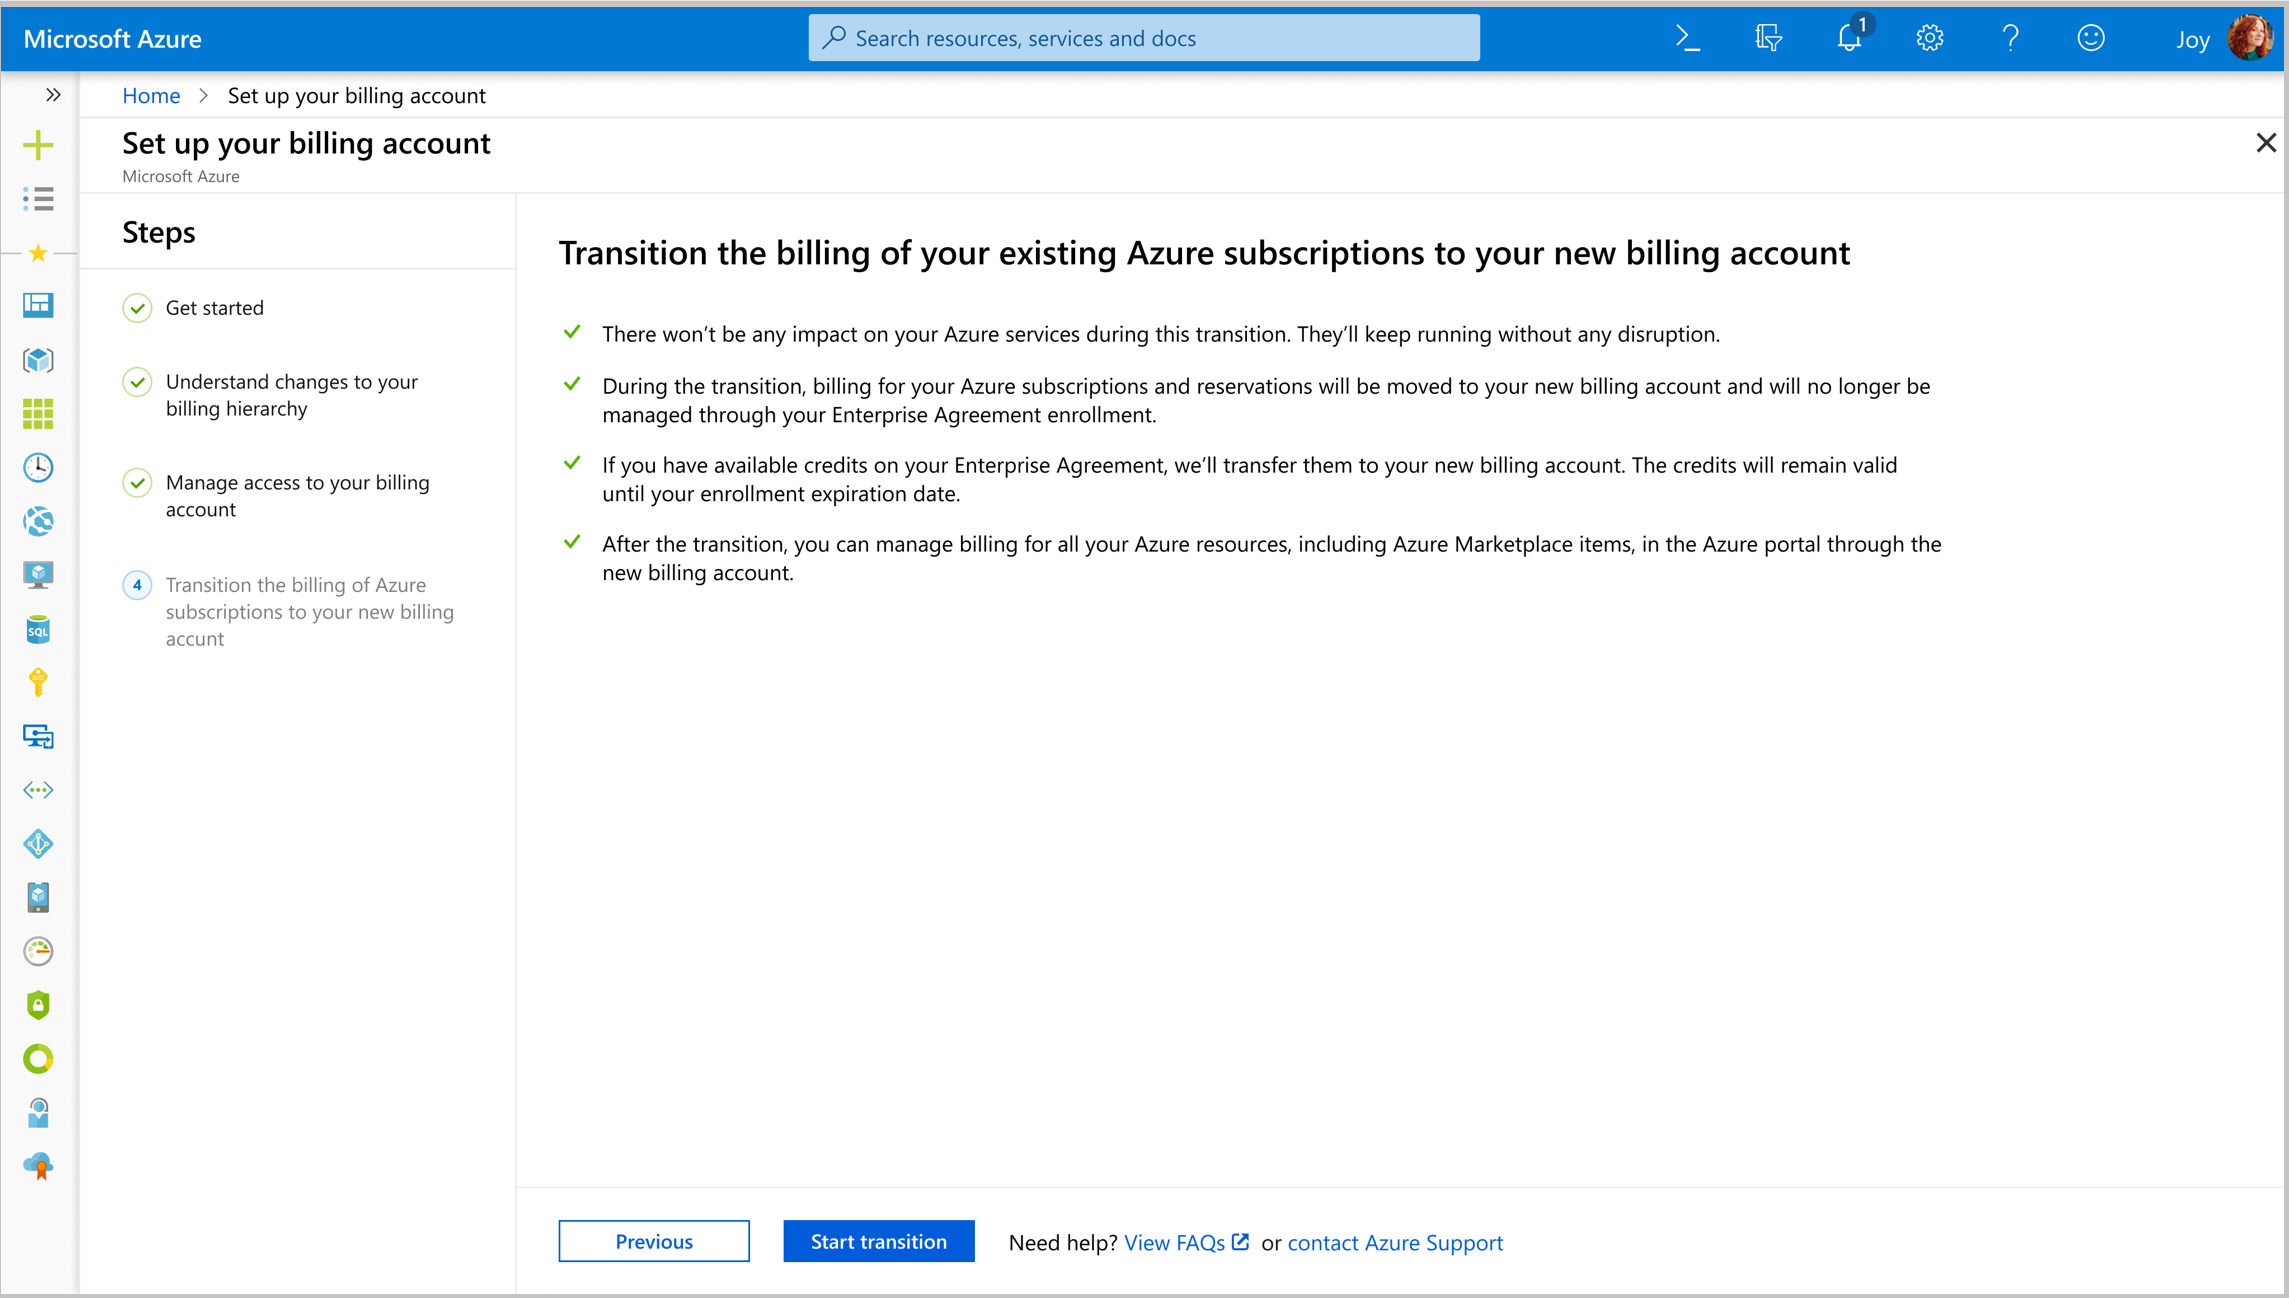 Microsoft Azure
Search resources, services and docs
1
Joy
Home > Set up your billing account
Set up your billing account
Microsoft Azure
Steps
Get started
Understand changes to your
billing hierarchy
Manage access to your billing
account
4 Transition the billing of Azure
subscriptions to your new billing
accunt
SQL
Transition the billing of your existing Azure subscriptions to your new billing account
There won’t be any impact on your Azure services during this transition. They’ll keep running without any disruption.
During the transition, billing for your Azure subscriptions and reservations will be moved to your new billing account and will no longer be
managed through your Enterprise Agreement enrollment.
If you have available credits on your Enterprise Agreement, we’ll transfer them to your new billing account. The credits will remain valid
until your enrollment expiration date.
After the transition, you can manage billing for all your Azure resources, including Azure Marketplace items, in the Azure portal through the
new billing account.
Previous
Start transition
Need help? View FAQs or contact Azure Support